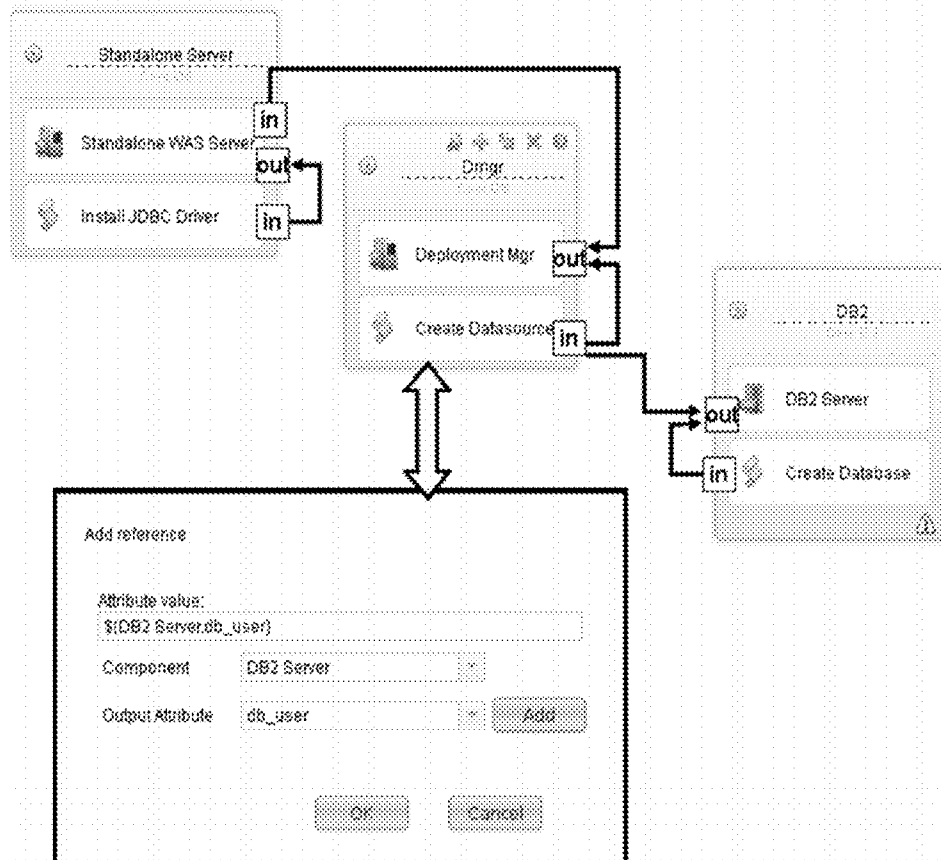 Standalone Server
in
Standalone WAS Server
out
Install JDBC Driver
in
Dmgr
Deployment Mgr
out
Create Datasource
in
DB2
DB2 Server
out
Create Database
in
Add reference
Attribute value:
${DB2 Server.db_user}
Component
DB2 Server
Output Attribute
db_user
Add
OK
Cancel